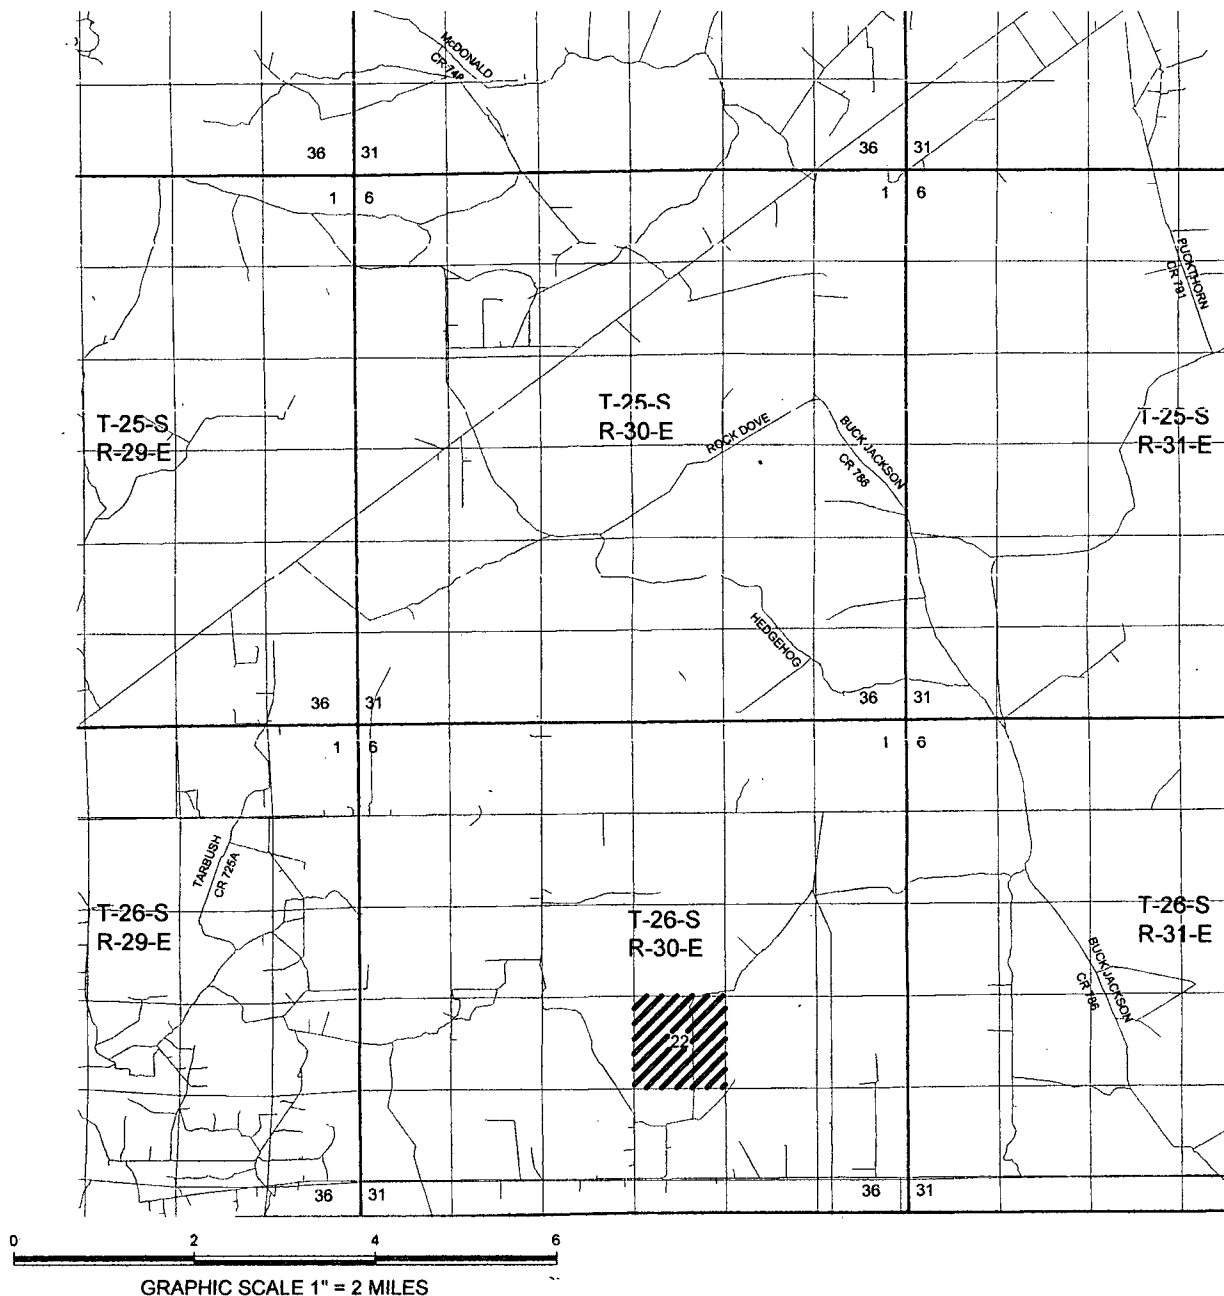 McDONALD
CR 748
36 31
36 31
1 6
1 6
PUCKTHORN
CR 791
T-25-S
R-29-E
T-25-S
R-30-E
T-25-S
R-31-E
ROCK DOVE
BUCK JACKSON
CR 786
HEDGEHOG
36 31
36 31
1 6
1 6
TARBUSH
CR 725A
T-26-S
R-29-E
T-26-S
R-30-E
T-26-S
R-31-E
BUCK JACKSON
CR 786
22
36 31
36 31
0 2 4 6
GRAPHIC SCALE 1" = 2 MILES